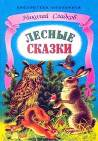 БИБЛИОТЕКА ШКОЛЬНИКА
Николай Сладков
ЛЕСНЫЕ
СКАЗКИ